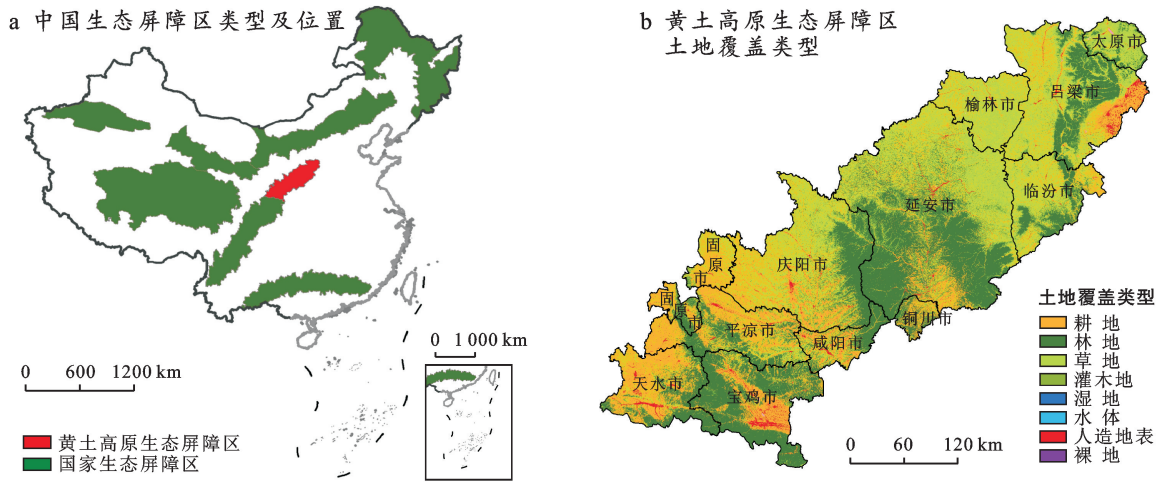 a 中国生态屏障区类型及位置
0 600 1200 km
0 1 000 km
黄土高原生态屏障区
国家生态屏障区
b 黄土高原生态屏障区
土地覆盖类型
太原市
吕梁市
榆林市
临汾市
延安市
固原市
庆阳市
固原市
平凉市
咸阳市
铜川市
天水市
宝鸡市
0 60 120 km
土地覆盖类型
耕 地
林 地
草 地
灌木地
湿 地
水 体
人造地表
裸 地